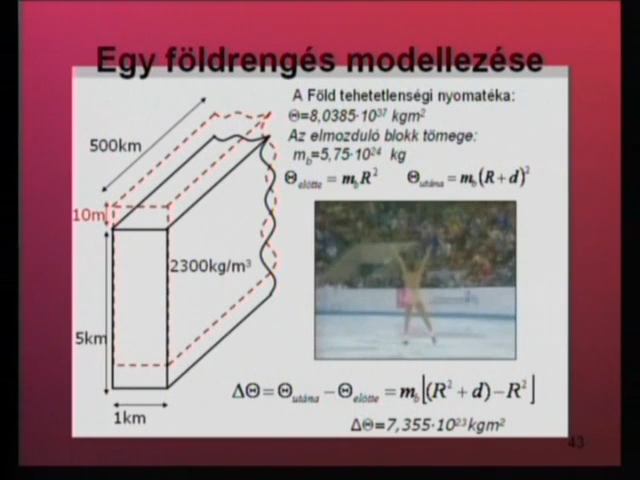 Egy földrengés modellezése
A Föld tehetetlenségi nyomatéka:
Θ=8,0385·10³⁷ kgm²
Az elmozduló blokk tömege:
m_b=5,75·10²⁴ kg
Θ_előtte = m_b R²   Θ_utána = m_b(R+d)²
500km
10m
2300kg/m³
5km
1km
ΔΘ = Θ_utána − Θ_előtte = m_b⌊(R²+d)−R²⌋
ΔΘ=7,355·10²³kgm²
43